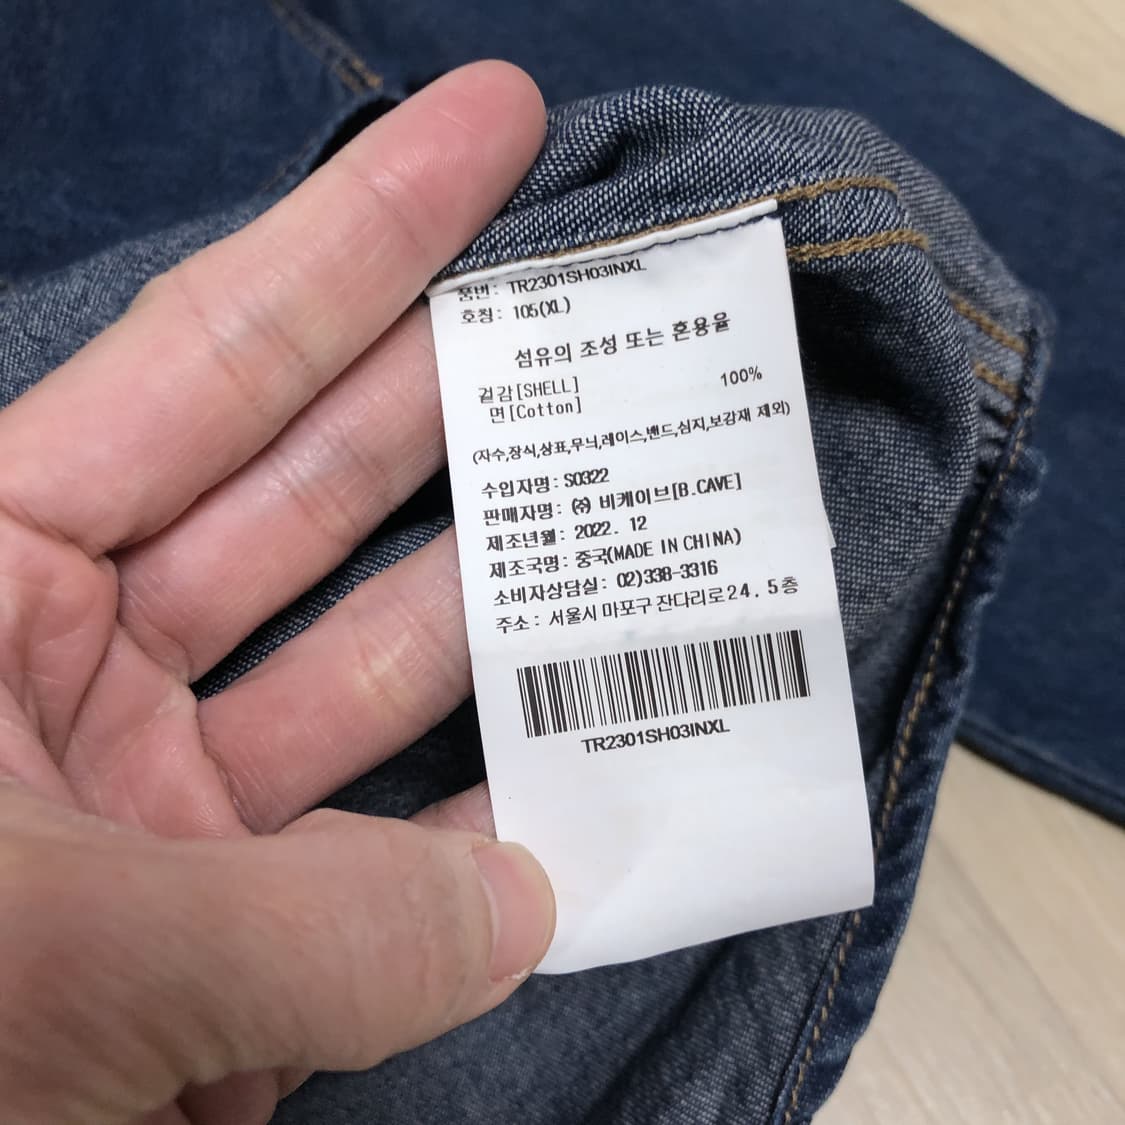 품번: TR2301SH03INXL
호칭: 105(XL)
섬유의 조성 또는 혼용율
겉감[SHELL] 100%
면[Cotton]
(자수,장식,상표,무늬,레이스,밴드,심지,보강재 제외)
수입자명: S0322
판매자명: ㈜ 비케이브[B.CAVE]
제조년월: 2022. 12
제조국명: 중국(MADE IN CHINA)
소비자상담실: 02)338-3316
주소: 서울시 마포구 잔다리로24. 5층
TR2301SH03INXL